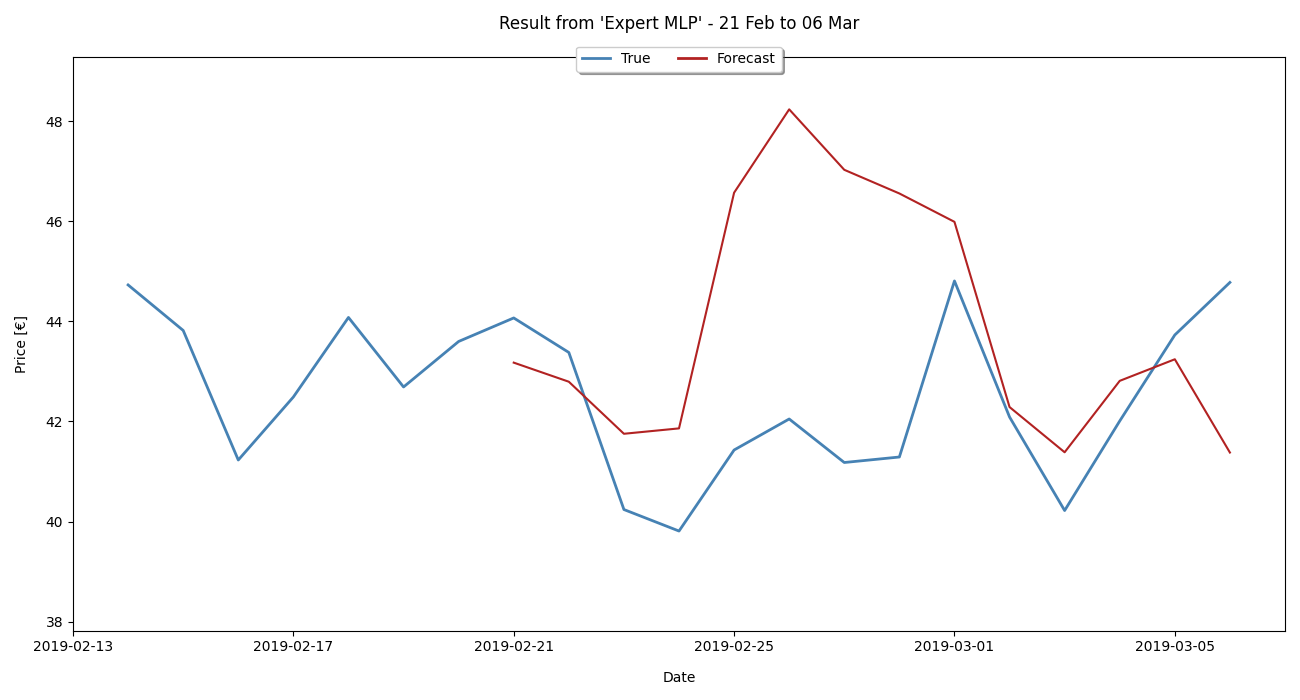 Result from 'Expert MLP' - 21 Feb to 06 Mar
True Forecast
48
46
44
42
40
38
Price [€]
2019-02-13 2019-02-17 2019-02-21 2019-02-25 2019-03-01 2019-03-05
Date